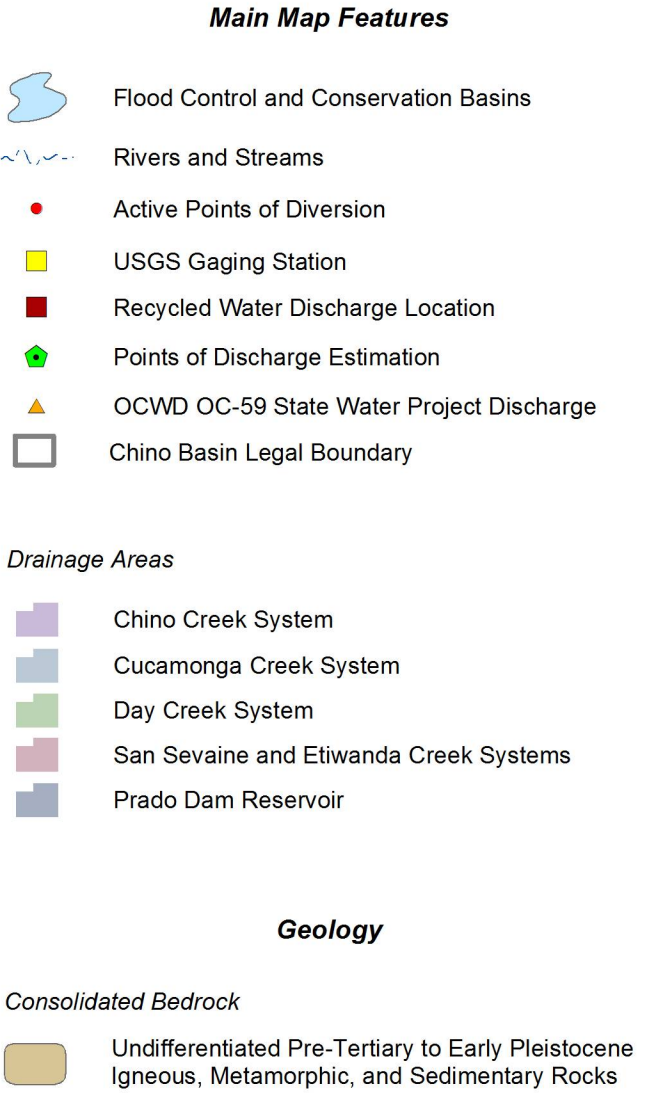 Main Map Features
Flood Control and Conservation Basins
Rivers and Streams
Active Points of Diversion
USGS Gaging Station
Recycled Water Discharge Location
Points of Discharge Estimation
OCWD OC-59 State Water Project Discharge
Chino Basin Legal Boundary
Drainage Areas
Chino Creek System
Cucamonga Creek System
Day Creek System
San Sevaine and Etiwanda Creek Systems
Prado Dam Reservoir
Geology
Consolidated Bedrock
Undifferentiated Pre-Tertiary to Early Pleistocene
Igneous, Metamorphic, and Sedimentary Rocks